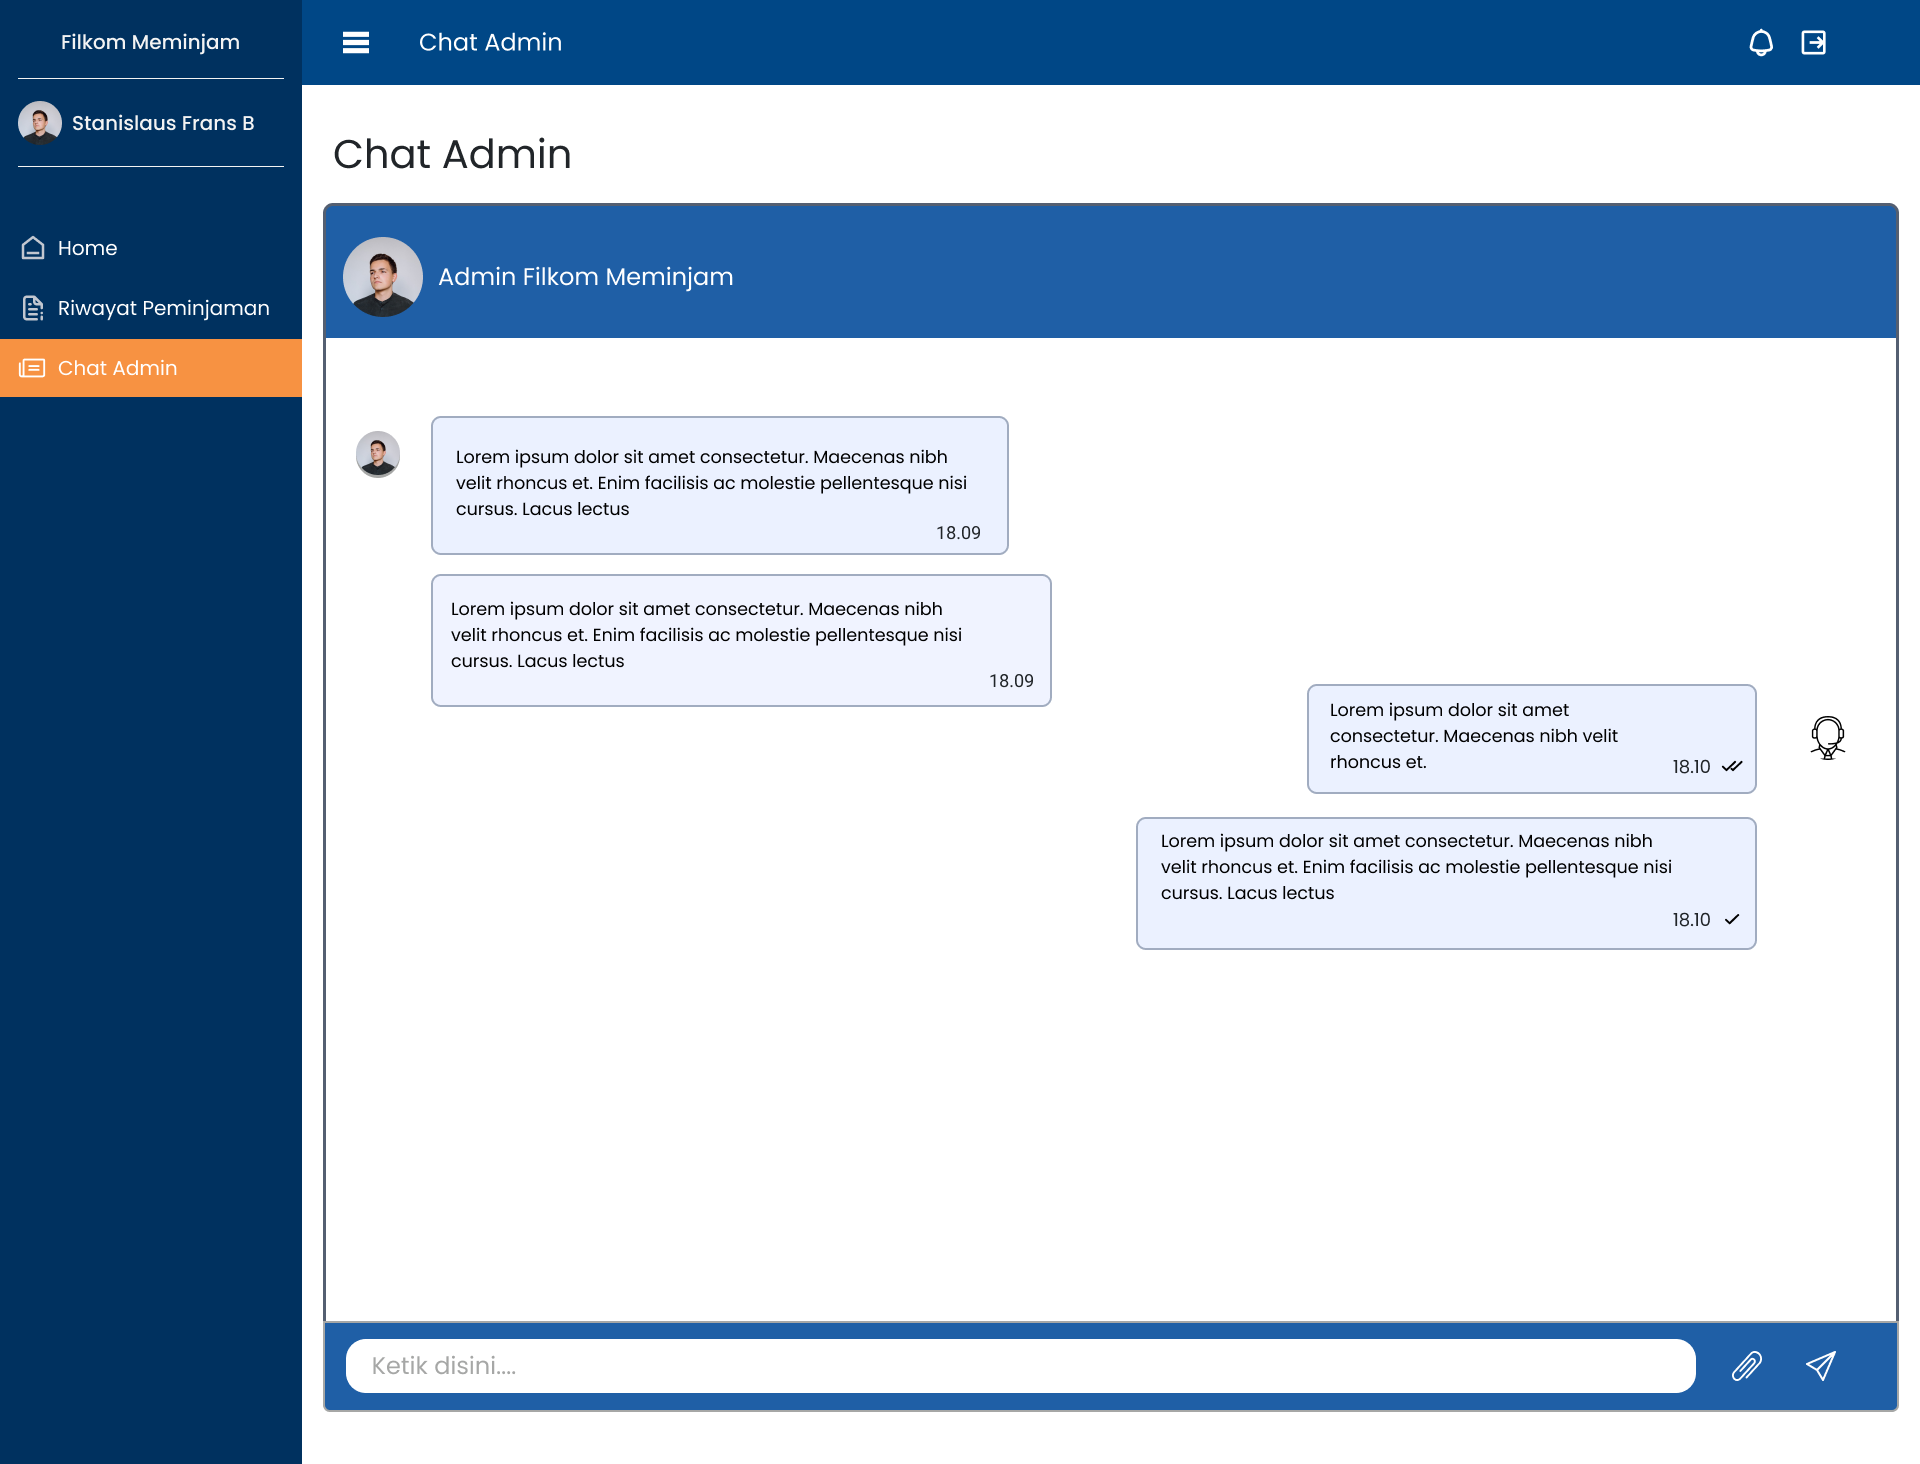 Filkom Meminjam
Stanislaus Frans B
Home
Riwayat Peminjaman
Chat Admin
Chat Admin
Chat Admin
Admin Filkom Meminjam
Lorem ipsum dolor sit amet consectetur. Maecenas nibh
velit rhoncus et. Enim facilisis ac molestie pellentesque nisi
cursus. Lacus lectus
18.09
Lorem ipsum dolor sit amet consectetur. Maecenas nibh
velit rhoncus et. Enim facilisis ac molestie pellentesque nisi
cursus. Lacus lectus
18.09
Lorem ipsum dolor sit amet
consectetur. Maecenas nibh velit
rhoncus et.
18.10
Lorem ipsum dolor sit amet consectetur. Maecenas nibh
velit rhoncus et. Enim facilisis ac molestie pellentesque nisi
cursus. Lacus lectus
18.10
Ketik disini....